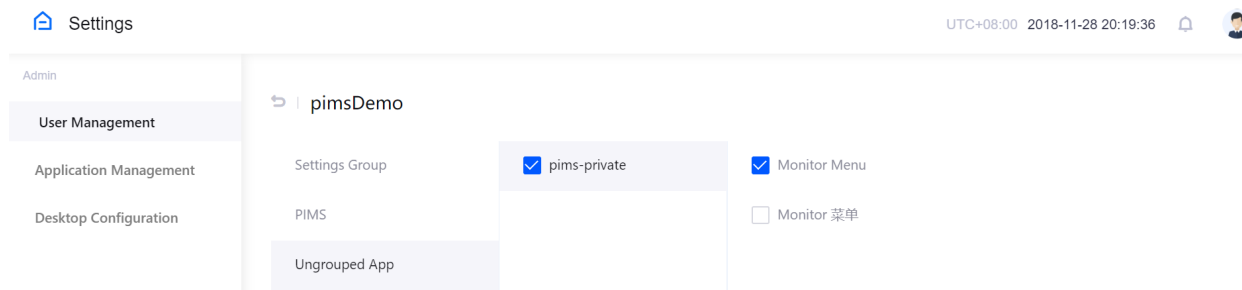 Settings
UTC+08:00 2018-11-28 20:19:36
Admin
User Management
Application Management
Desktop Configuration
pimsDemo
Settings Group
PIMS
Ungrouped App
pims-private
Monitor Menu
Monitor 菜单